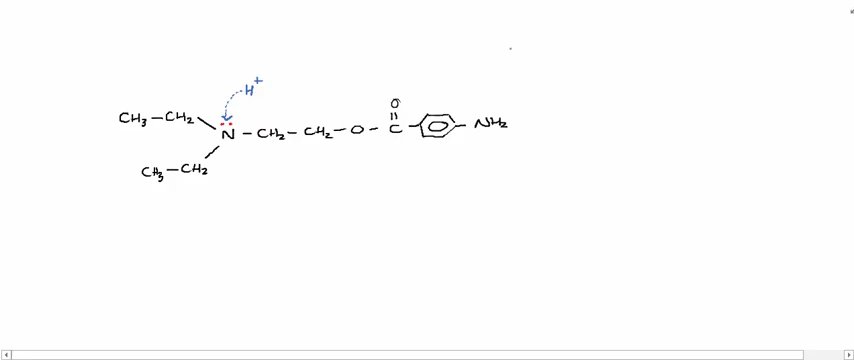 H+
O
CH3-CH2
N-CH2-CH2-O-C-NH2
CH3-CH2